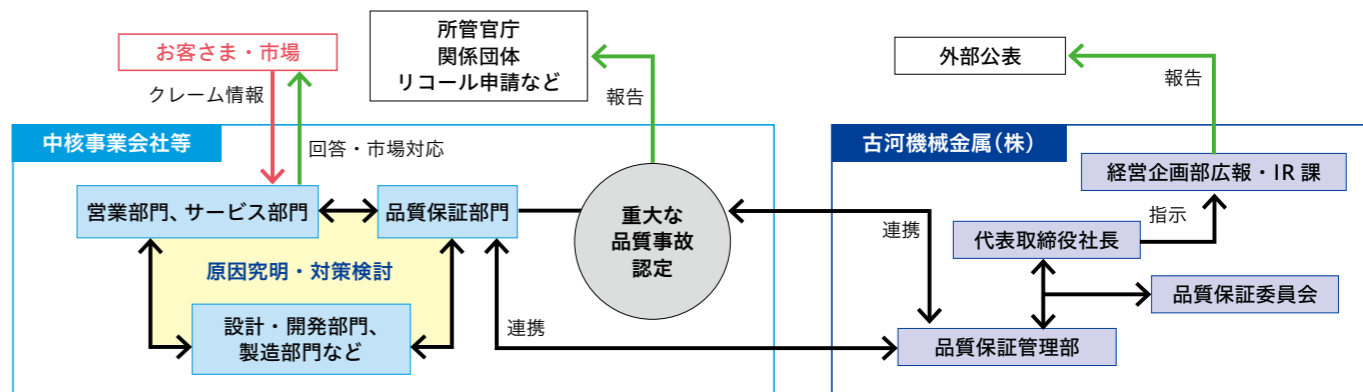 お客さま・市場
クレーム情報
回答・市場対応
所管官庁
関係団体
リコール申請など
報告
外部公表
報告
中核事業会社等
営業部門、サービス部門
品質保証部門
原因究明・対策検討
設計・開発部門、
製造部門など
連携
重大な
品質事故
認定
連携
古河機械金属(株)
経営企画部広報・IR課
指示
代表取締役社長
品質保証委員会
品質保証管理部